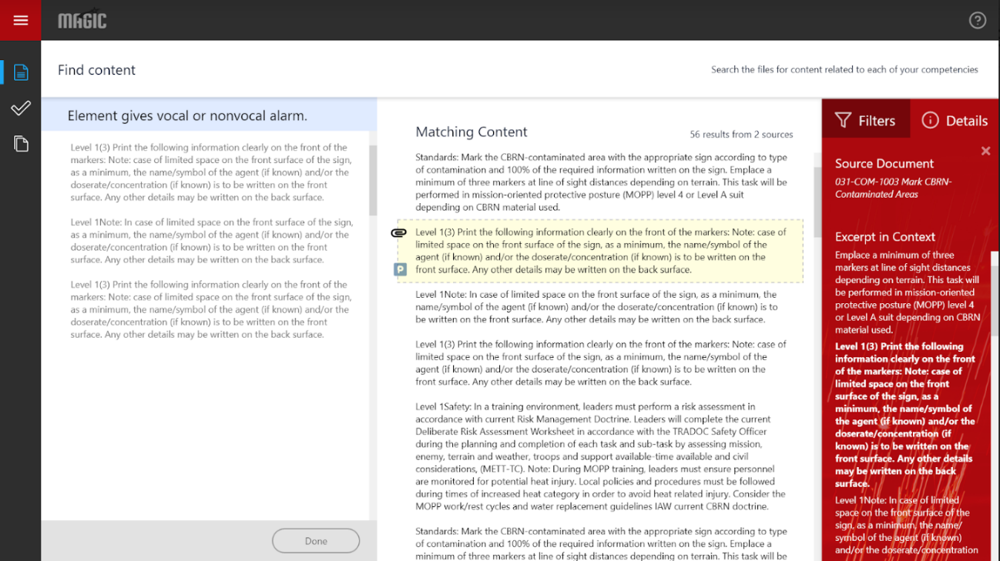 MAGIC
Find content
Search the files for content related to each of your competencies
Element gives vocal or nonvocal alarm.
Level 1(3) Print the following information clearly on the front of the
markers: Note: case of limited space on the front surface of the sign,
as a minimum, the name/symbol of the agent (if known) and/or the
doserate/concentration (if known) is to be written on the front
surface. Any other details may be written on the back surface.
Level 1Note: In case of limited space on the front surface of the sign,
as a minimum, the name/symbol of the agent (if known) and/or the
doserate/concentration (if known) is to be written on the front
surface. Any other details may be written on the back surface.
Level 1(3) Print the following information clearly on the front of the
markers: Note: case of limited space on the front surface of the sign,
as a minimum, the name/symbol of the agent (if known) and/or the
doserate/concentration (if known) is to be written on the front
surface. Any other details may be written on the back surface.
Done
Matching Content
56 results from 2 sources
Standards: Mark the CBRN-contaminated area with the appropriate sign according to type
of contamination and 100% of the required information written on the sign. Emplace a
minimum of three markers at line of sight distances depending on terrain. This task will be
performed in mission-oriented protective posture (MOPP) level 4 or Level A suit
depending on CBRN material used.
Level 1(3) Print the following information clearly on the front of the markers: Note: case of
limited space on the front surface of the sign, as a minimum, the name/symbol of the
agent (if known) and/or the doserate/concentration (if known) is to be written on the
P
front surface. Any other details may be written on the back surface.
Level 1Note: In case of limited space on the front surface of the sign, as a minimum, the
name/symbol of the agent (if known) and/or the doserate/concentration (if known) is to
be written on the front surface. Any other details may be written on the back surface.
Level 1(3) Print the following information clearly on the front of the markers: Note: case of
limited space on the front surface of the sign, as a minimum, the name/symbol of the
agent (if known) and/or the doserate/concentration (if known) is to be written on the
front surface. Any other details may be written on the back surface.
Level 1Safety: In a training environment, leaders must perform a risk assessment in
accordance with current Risk Management Doctrine. Leaders will complete the current
Deliberate Risk Assessment Worksheet in accordance with the TRADOC Safety Officer
during the planning and completion of each task and sub-task by assessing mission,
enemy, terrain and weather, troops and support available-time available and civil
considerations, (METT-TC). Note: During MOPP training, leaders must ensure personnel
are monitored for potential heat injury. Local policies and procedures must be followed
during times of increased heat category in order to avoid heat related injury. Consider the
MOPP work/rest cycles and water replacement guidelines IAW current CBRN doctrine.
Standards: Mark the CBRN-contaminated area with the appropriate sign according to type
of contamination and 100% of the required information written on the sign. Emplace a
minimum of three markers at line of sight distances depending on terrain. This task will be
Filters
Details
Source Document
031-COM-1003 Mark CBRN-
Contaminated Areas
Excerpt in Context
Emplace a minimum of three
markers at line of sight distances
depending on terrain. This task will
be performed in mission-oriented
protective posture (MOPP) level 4
or Level A suit depending on CBRN
material used.
Level 1(3) Print the following
information clearly on the front
of the markers: Note: case of
limited space on the front
surface of the sign, as a
minimum, the name/symbol of
the agent (if known) and/or the
doserate/concentration (if
known) is to be written on the
front surface. Any other details
may be written on the back
surface.
Level 1Note: In case of limited
space on the front surface of the
sign, as a minimum, the name/
symbol of the agent (if known)
and/or the doserate/concentration